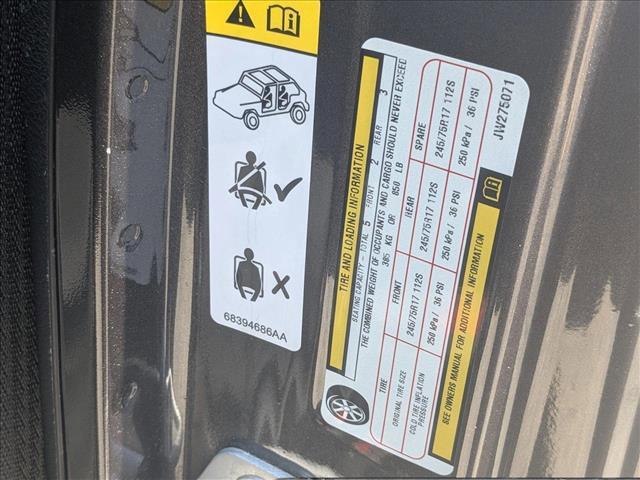 68394686AA
TIRE AND LOADING INFORMATION
SEATING CAPACITY - TOTAL 5 FRONT 2 REAR 3
THE COMBINED WEIGHT OF OCCUPANTS AND CARGO SHOULD NEVER EXCEED
385 KG OR 850 LB
TIRE FRONT REAR SPARE
ORIGINAL TIRE SIZE 245/75R17 112S 245/75R17 112S 245/75R17 112S
COLD TIRE INFLATION PRESSURE 250 kPa / 36 PSI 250 kPa / 36 PSI 250 kPa / 36 PSI
SEE OWNERS MANUAL FOR ADDITIONAL INFORMATION
JW275071